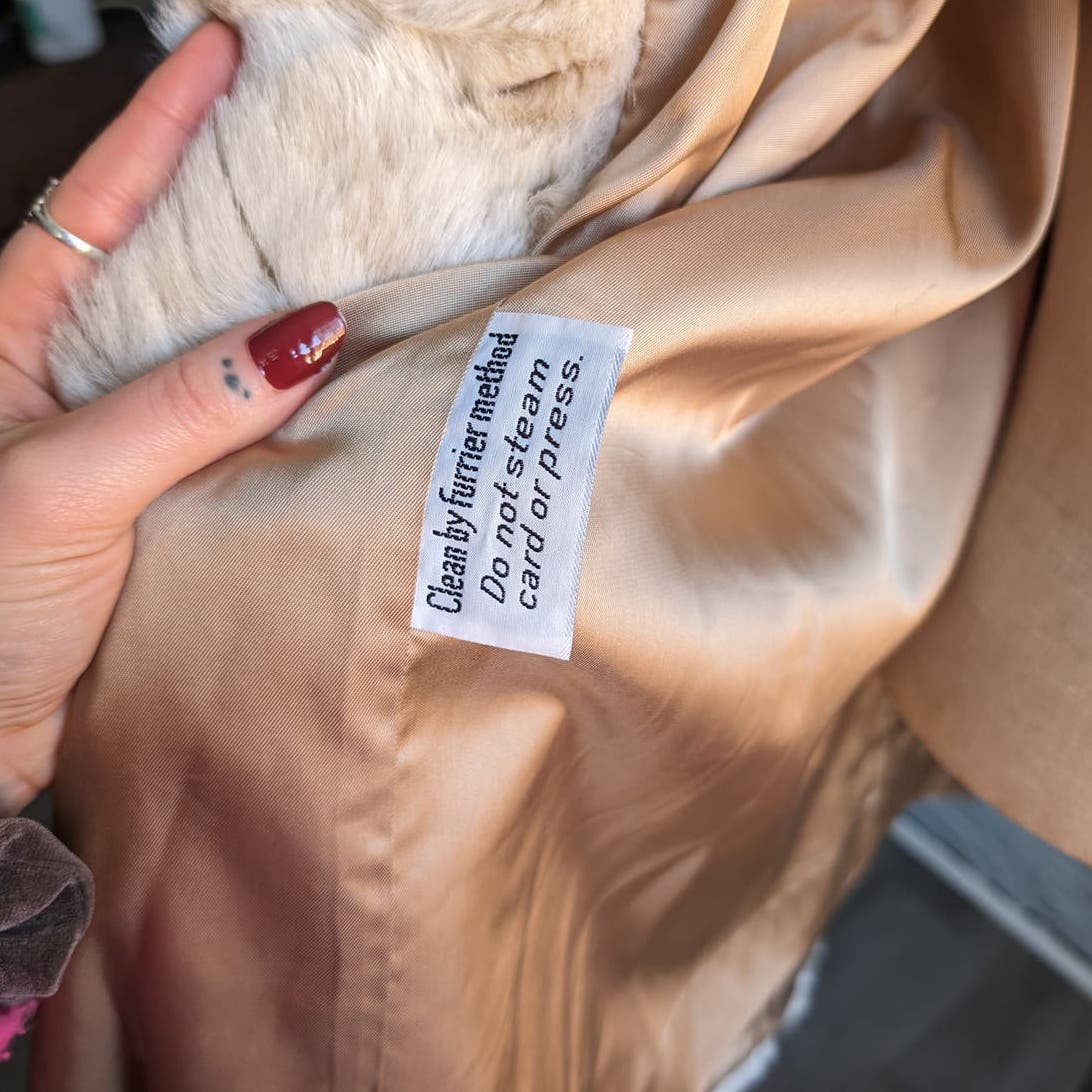 Clean by furrier method
Do not steam
card or press.